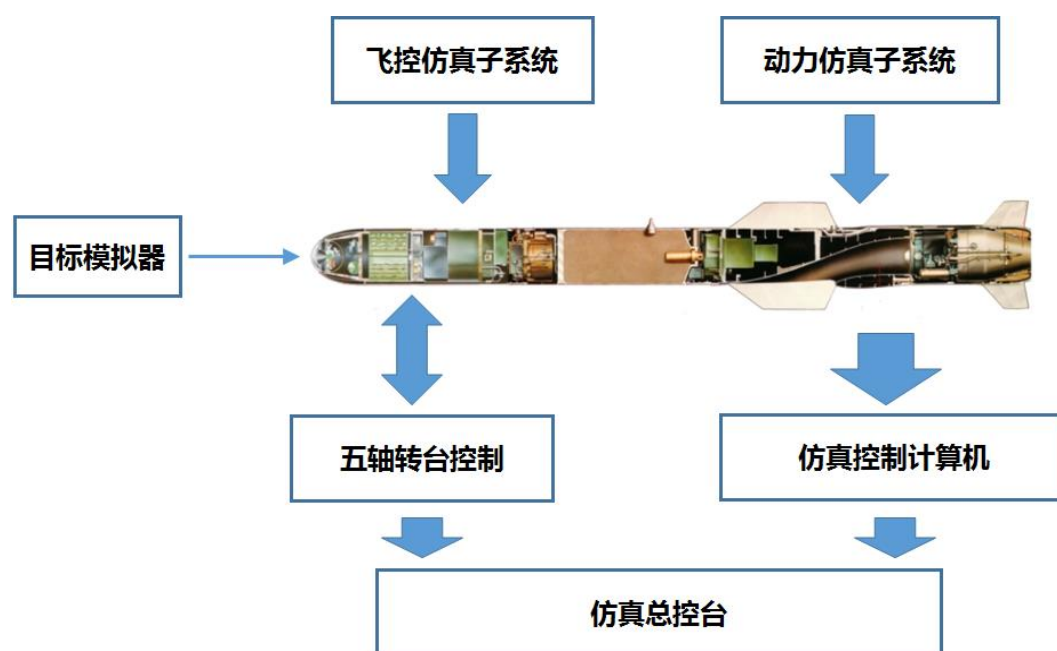 飞控仿真子系统
动力仿真子系统
目标模拟器
五轴转台控制
仿真控制计算机
仿真总控台